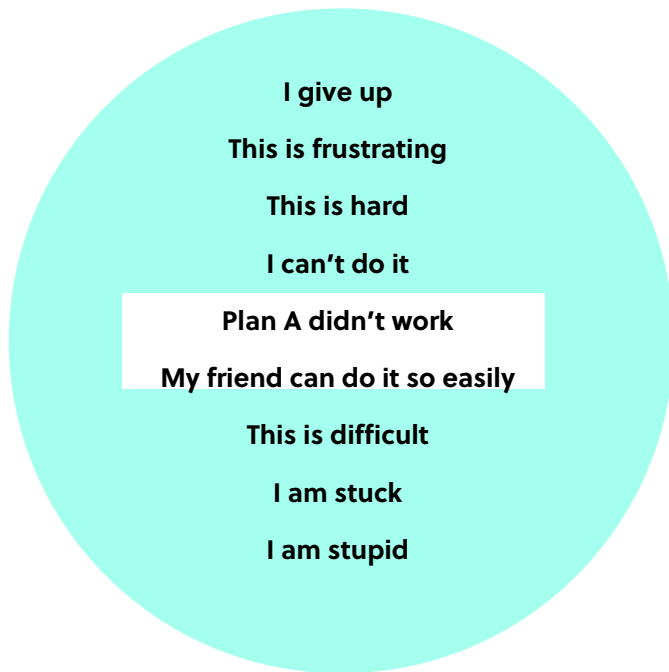 I give up
This is frustrating
This is hard
I can't do it
Plan A didn't work
My friend can do it so easily
This is difficult
I am stuck
I am stupid